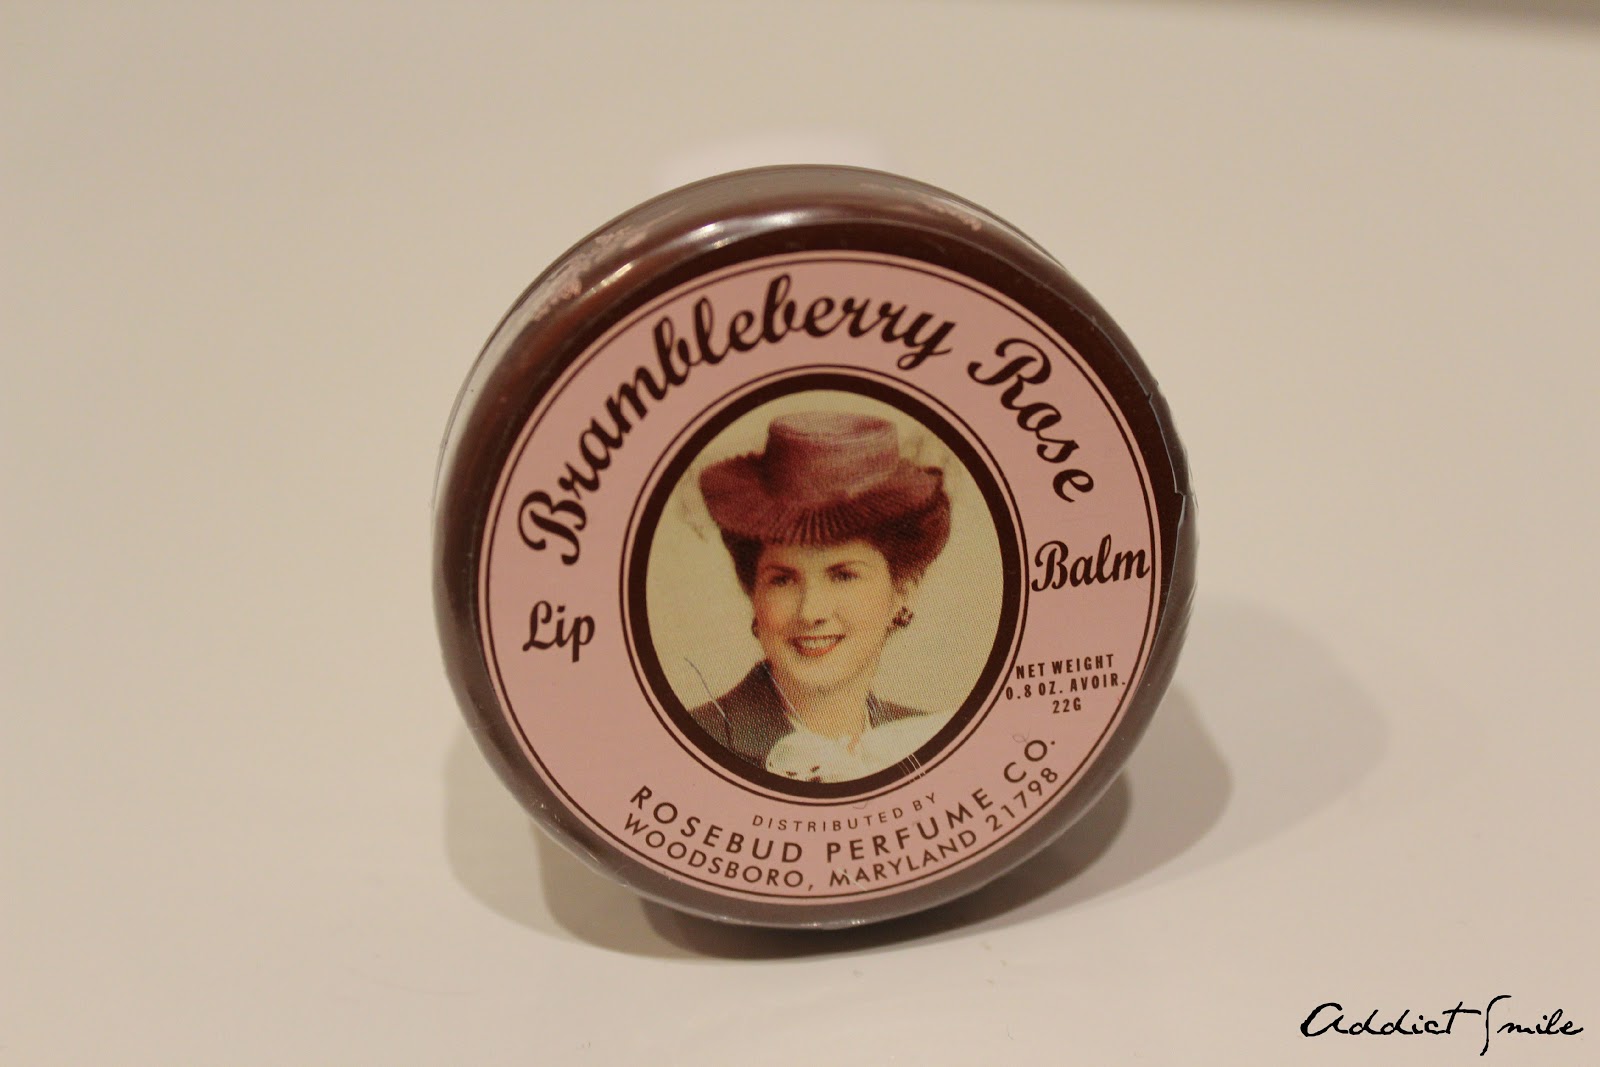 Brambleberry Rose
Lip Balm
NET WEIGHT
0.8 OZ. AVOIR.
22G
DISTRIBUTED BY
ROSEBUD PERFUME CO.
WOODSBORO, MARYLAND 21798
Addict Smile